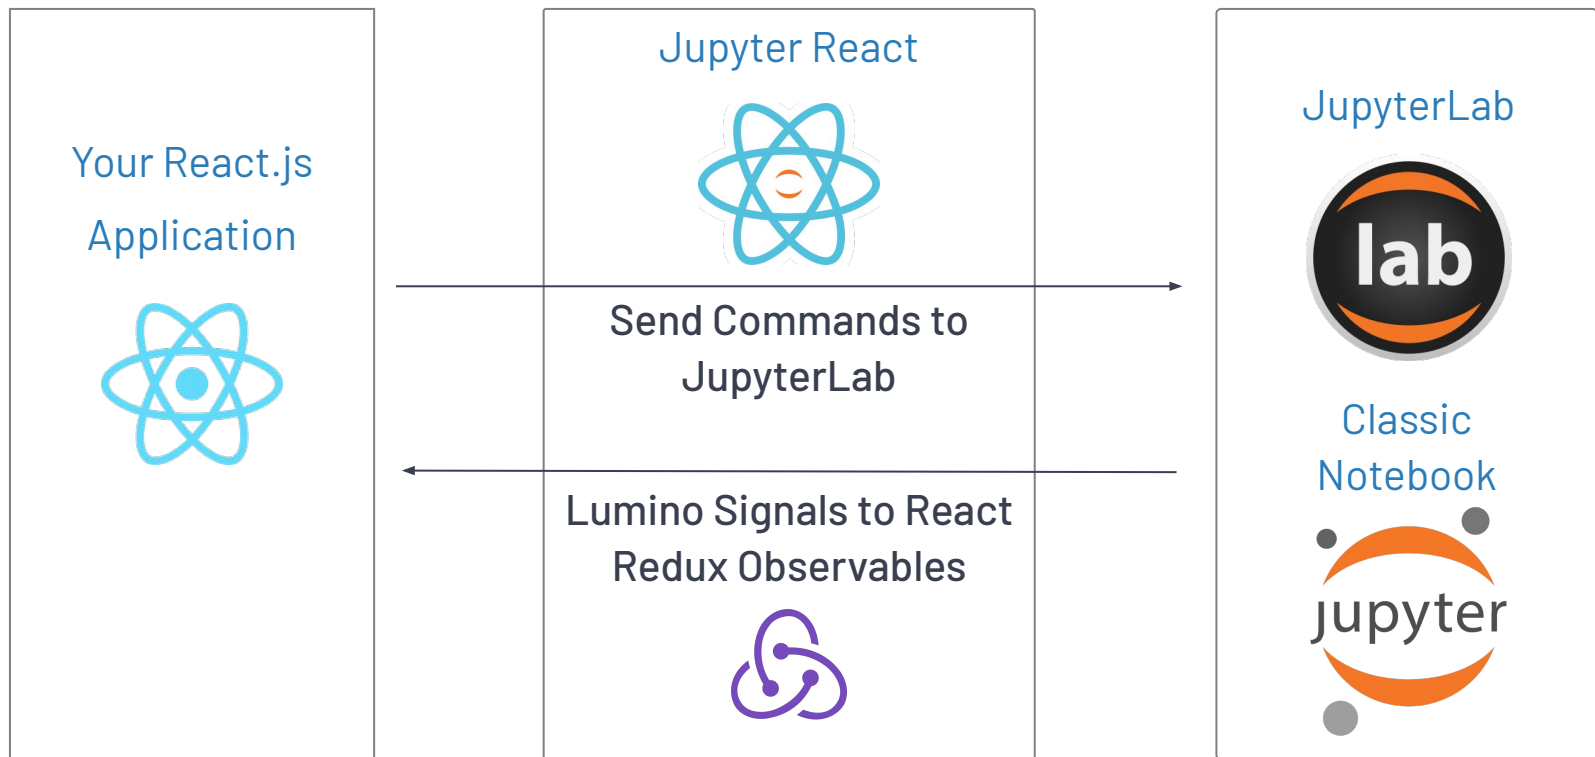 Your React.js
Application
Jupyter React
Send Commands to
JupyterLab
Lumino Signals to React
Redux Observables
JupyterLab
lab
Classic
Notebook
jupyter